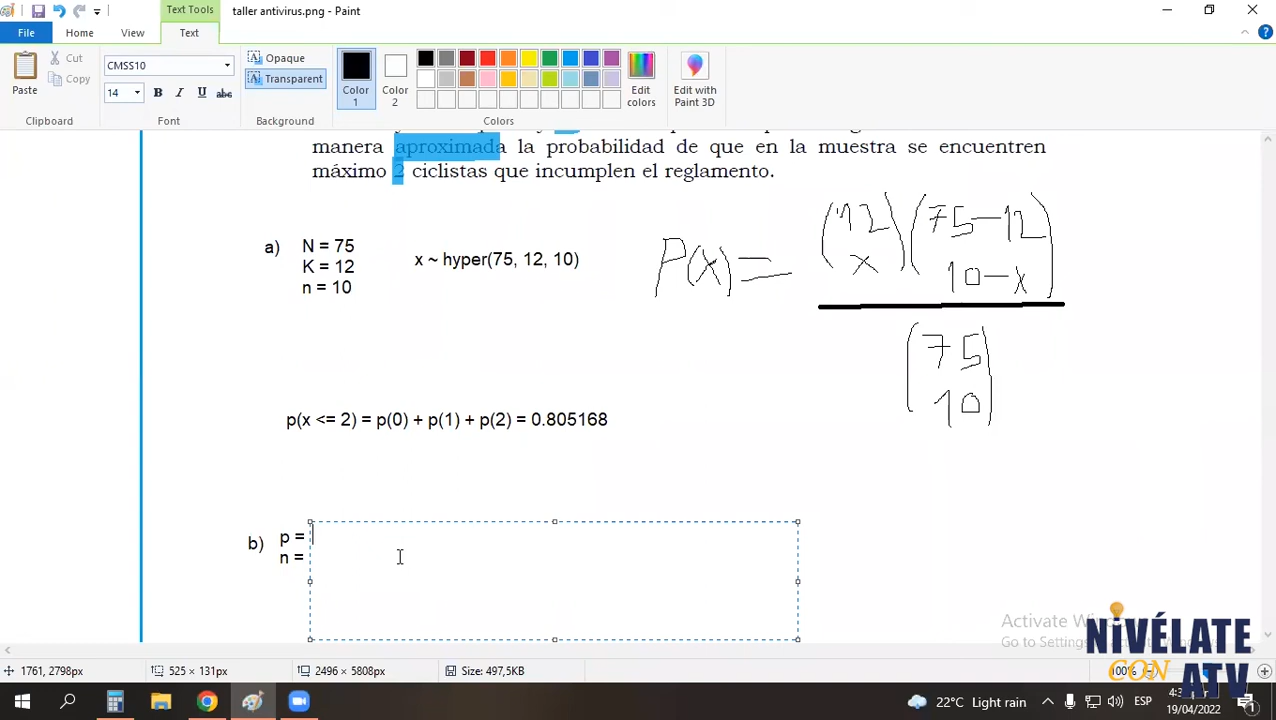 taller antivirus.png - Paint
Text Tools
File
Home
View
Text
Paste
Cut
Copy
Clipboard
CMSS10
14
B I U abc
Font
Opaque
Transparent
Background
Color 1
Color 2
Edit colors
Edit with Paint 3D
Colors
manera aproximada la probabilidad de que en la muestra se encuentren
máximo 2 ciclistas que incumplen el reglamento.
a)
N = 75
K = 12
n = 10
x ~ hyper(75, 12, 10)
P(x) =
(12 x) (75-12 10-x)
(75 10)
p(x <= 2) = p(0) + p(1) + p(2) = 0.805168
b)
p =
n =
Activate
Go to Settings
NIVÉLATE
CON
ATV
1761, 2798px
525 × 131px
2496 × 5808px
Size: 497,5KB
100%
22°C Light rain
ESP
19/04/2022
1